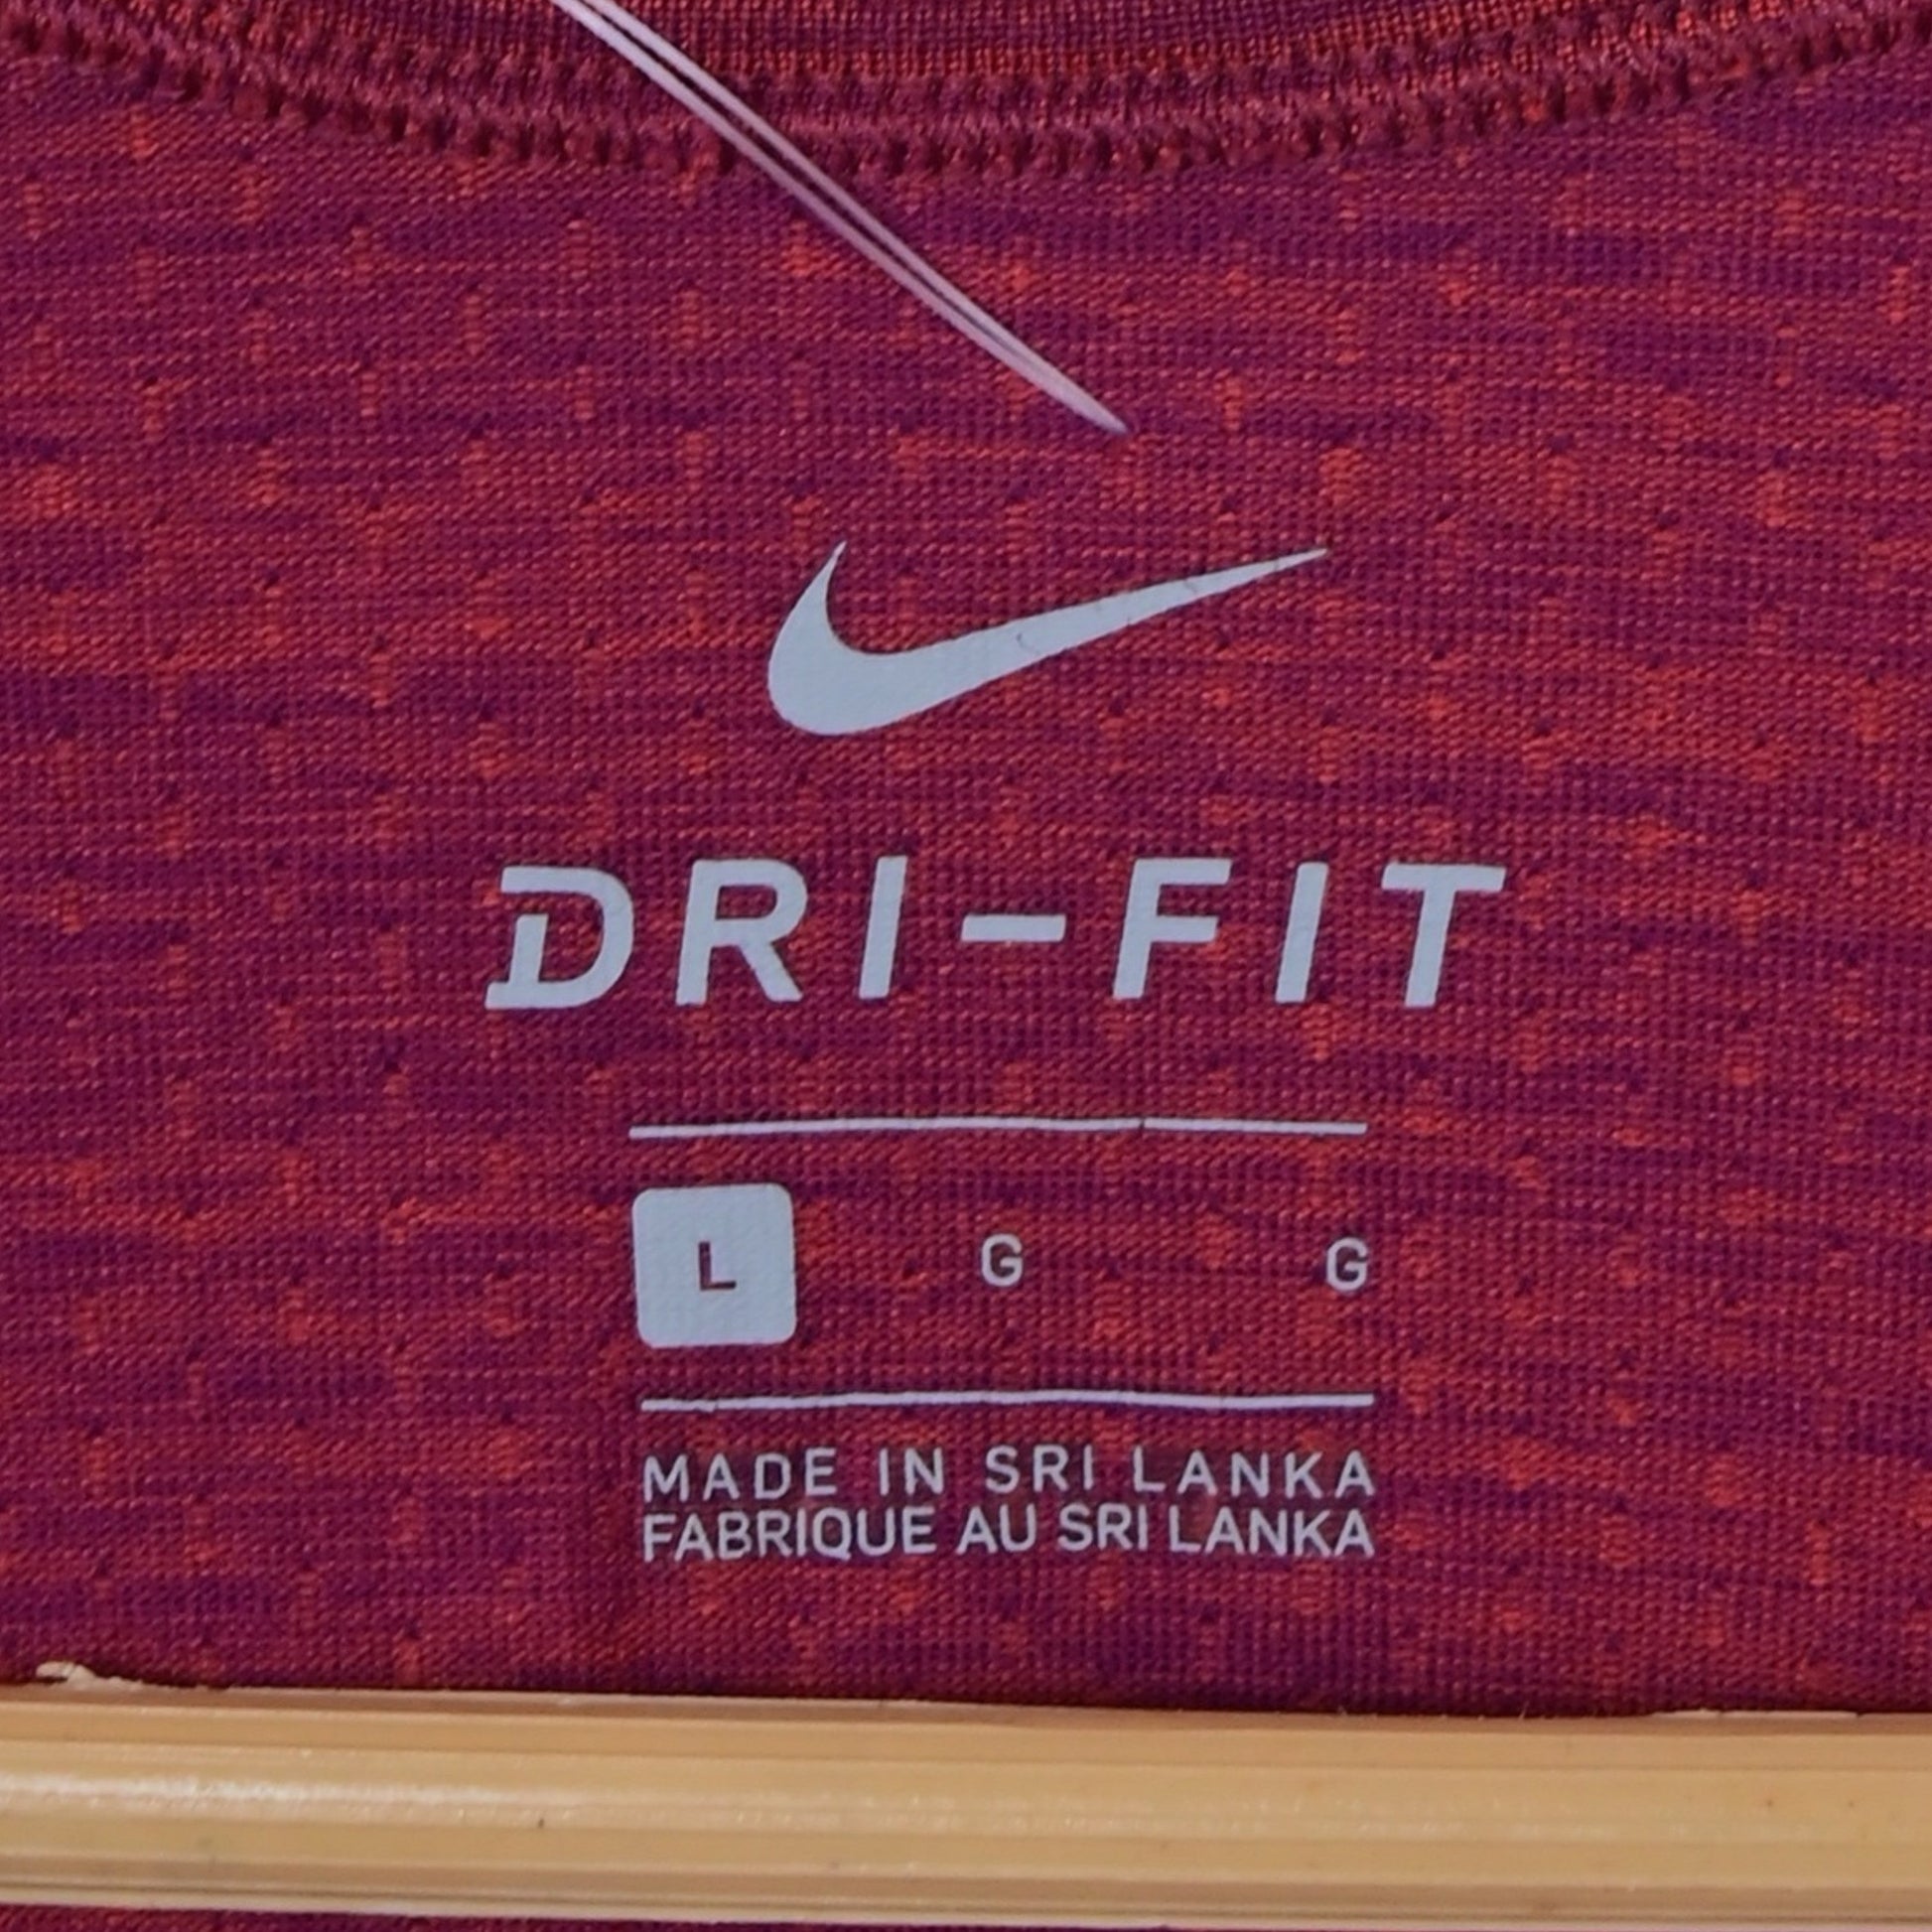 DRI-FIT
L G G
MADE IN SRI LANKA
FABRIQUE AU SRI LANKA